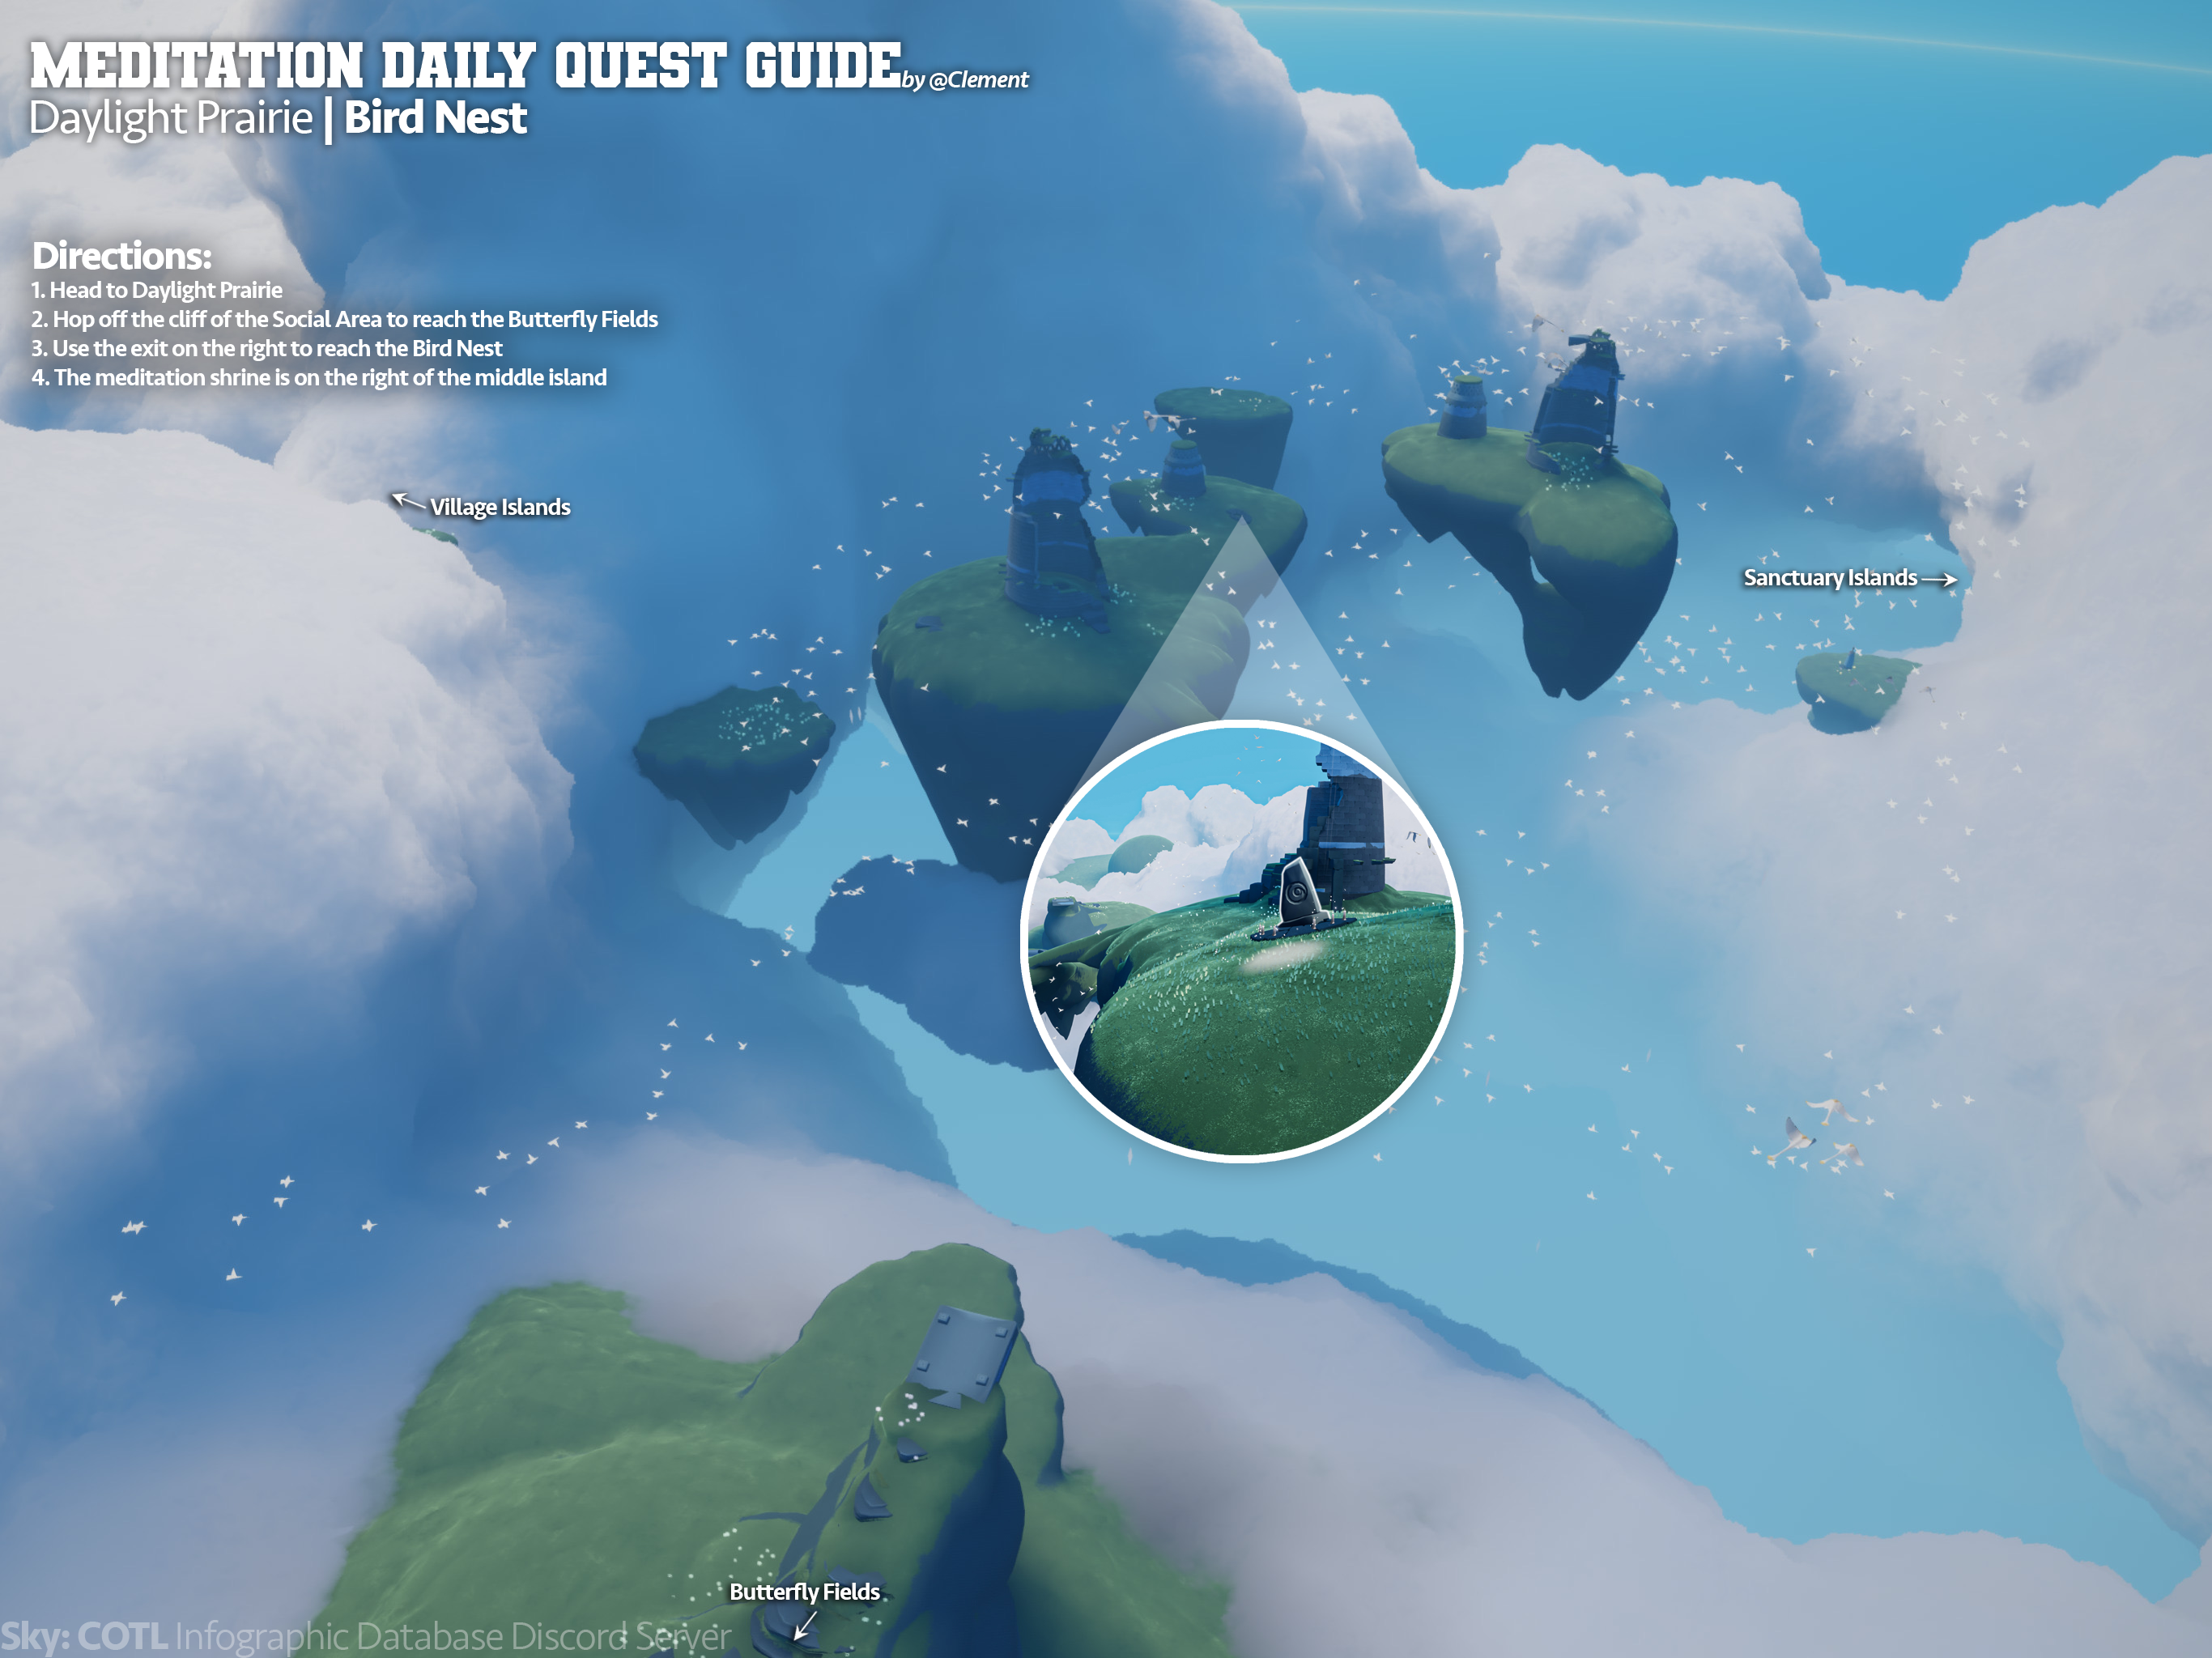 MEDITATION DAILY QUEST GUIDE by @Clement
Daylight Prairie | Bird Nest
Directions:
1. Head to Daylight Prairie
2. Hop off the cliff of the Social Area to reach the Butterfly Fields
3. Use the exit on the right to reach the Bird Nest
4. The meditation shrine is on the right of the middle island
Village Islands
Sanctuary Islands
Butterfly Fields
Sky: COTL Infographic Database Discord Server